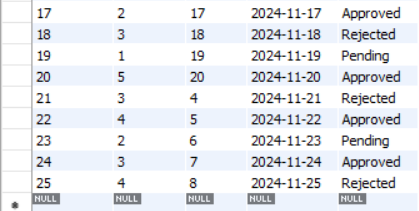 17 2 17 2024-11-17 Approved
18 3 18 2024-11-18 Rejected
19 1 19 2024-11-19 Pending
20 5 20 2024-11-20 Approved
21 3 4 2024-11-21 Rejected
22 4 5 2024-11-22 Approved
23 2 6 2024-11-23 Pending
24 3 7 2024-11-24 Approved
25 4 8 2024-11-25 Rejected
NULL NULL NULL NULL NULL